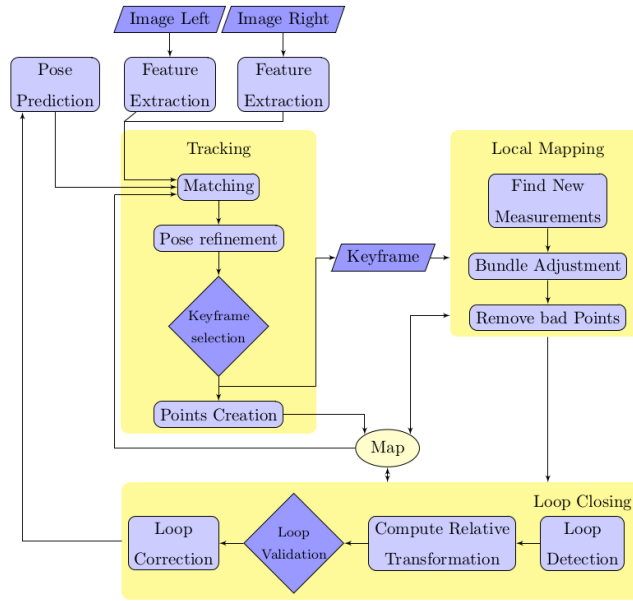 Image Left
Image Right
Pose
Prediction
Feature
Extraction
Feature
Extraction
Tracking
Matching
Pose refinement
Keyframe
selection
Points Creation
Keyframe
Local Mapping
Find New
Measurements
Bundle Adjustment
Remove bad Points
Map
Loop Closing
Loop
Correction
Loop
Validation
Compute Relative
Transformation
Loop
Detection